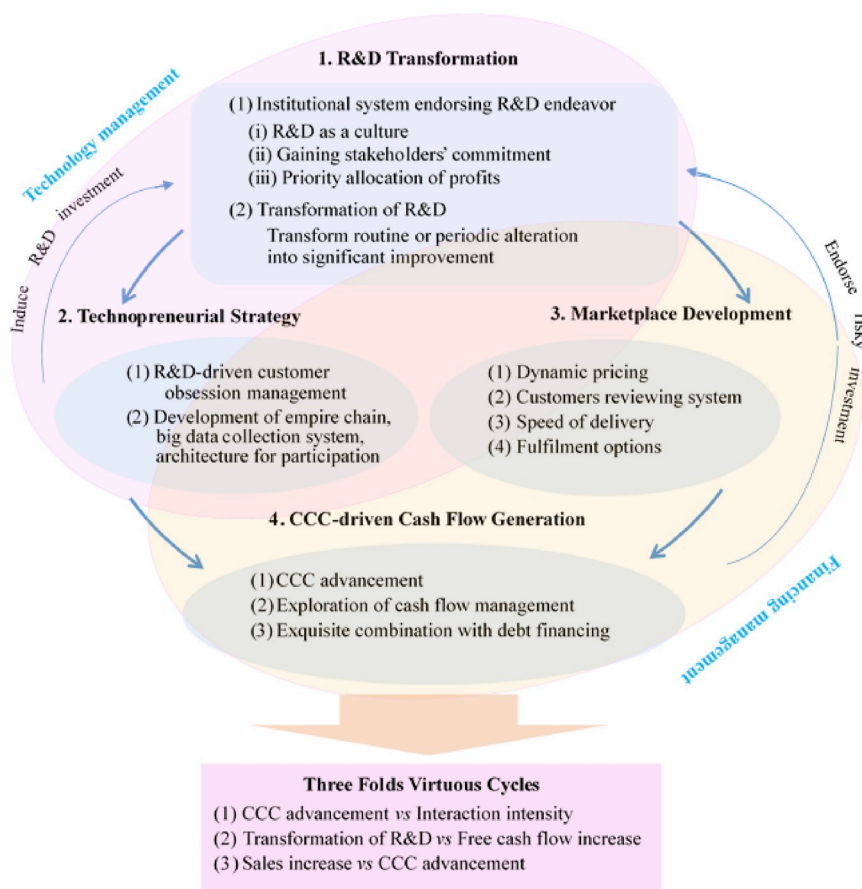 1. R&D Transformation
Technology management
(1) Institutional system endorsing R&D endeavor
(i) R&D as a culture
(ii) Gaining stakeholders’ commitment
(iii) Priority allocation of profits
(2) Transformation of R&D
Transform routine or periodic alteration
into significant improvement
Induce R&D investment
Endorse risky investment
2. Technopreneurial Strategy
(1) R&D-driven customer
obsession management
(2) Development of empire chain,
big data collection system,
architecture for participation
3. Marketplace Development
(1) Dynamic pricing
(2) Customers reviewing system
(3) Speed of delivery
(4) Fulfilment options
4. CCC-driven Cash Flow Generation
(1) CCC advancement
(2) Exploration of cash flow management
(3) Exquisite combination with debt financing
Financing management
Three Folds Virtuous Cycles
(1) CCC advancement vs Interaction intensity
(2) Transformation of R&D vs Free cash flow increase
(3) Sales increase vs CCC advancement